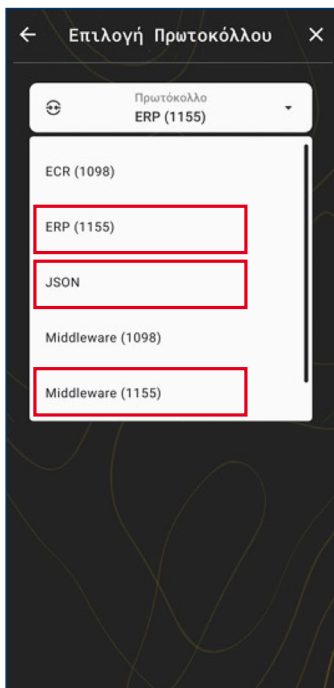 Επιλογή Πρωτοκόλλου
Πρωτόκολλο
ERP (1155)
ECR (1098)
ERP (1155)
JSON
Middleware (1098)
Middleware (1155)